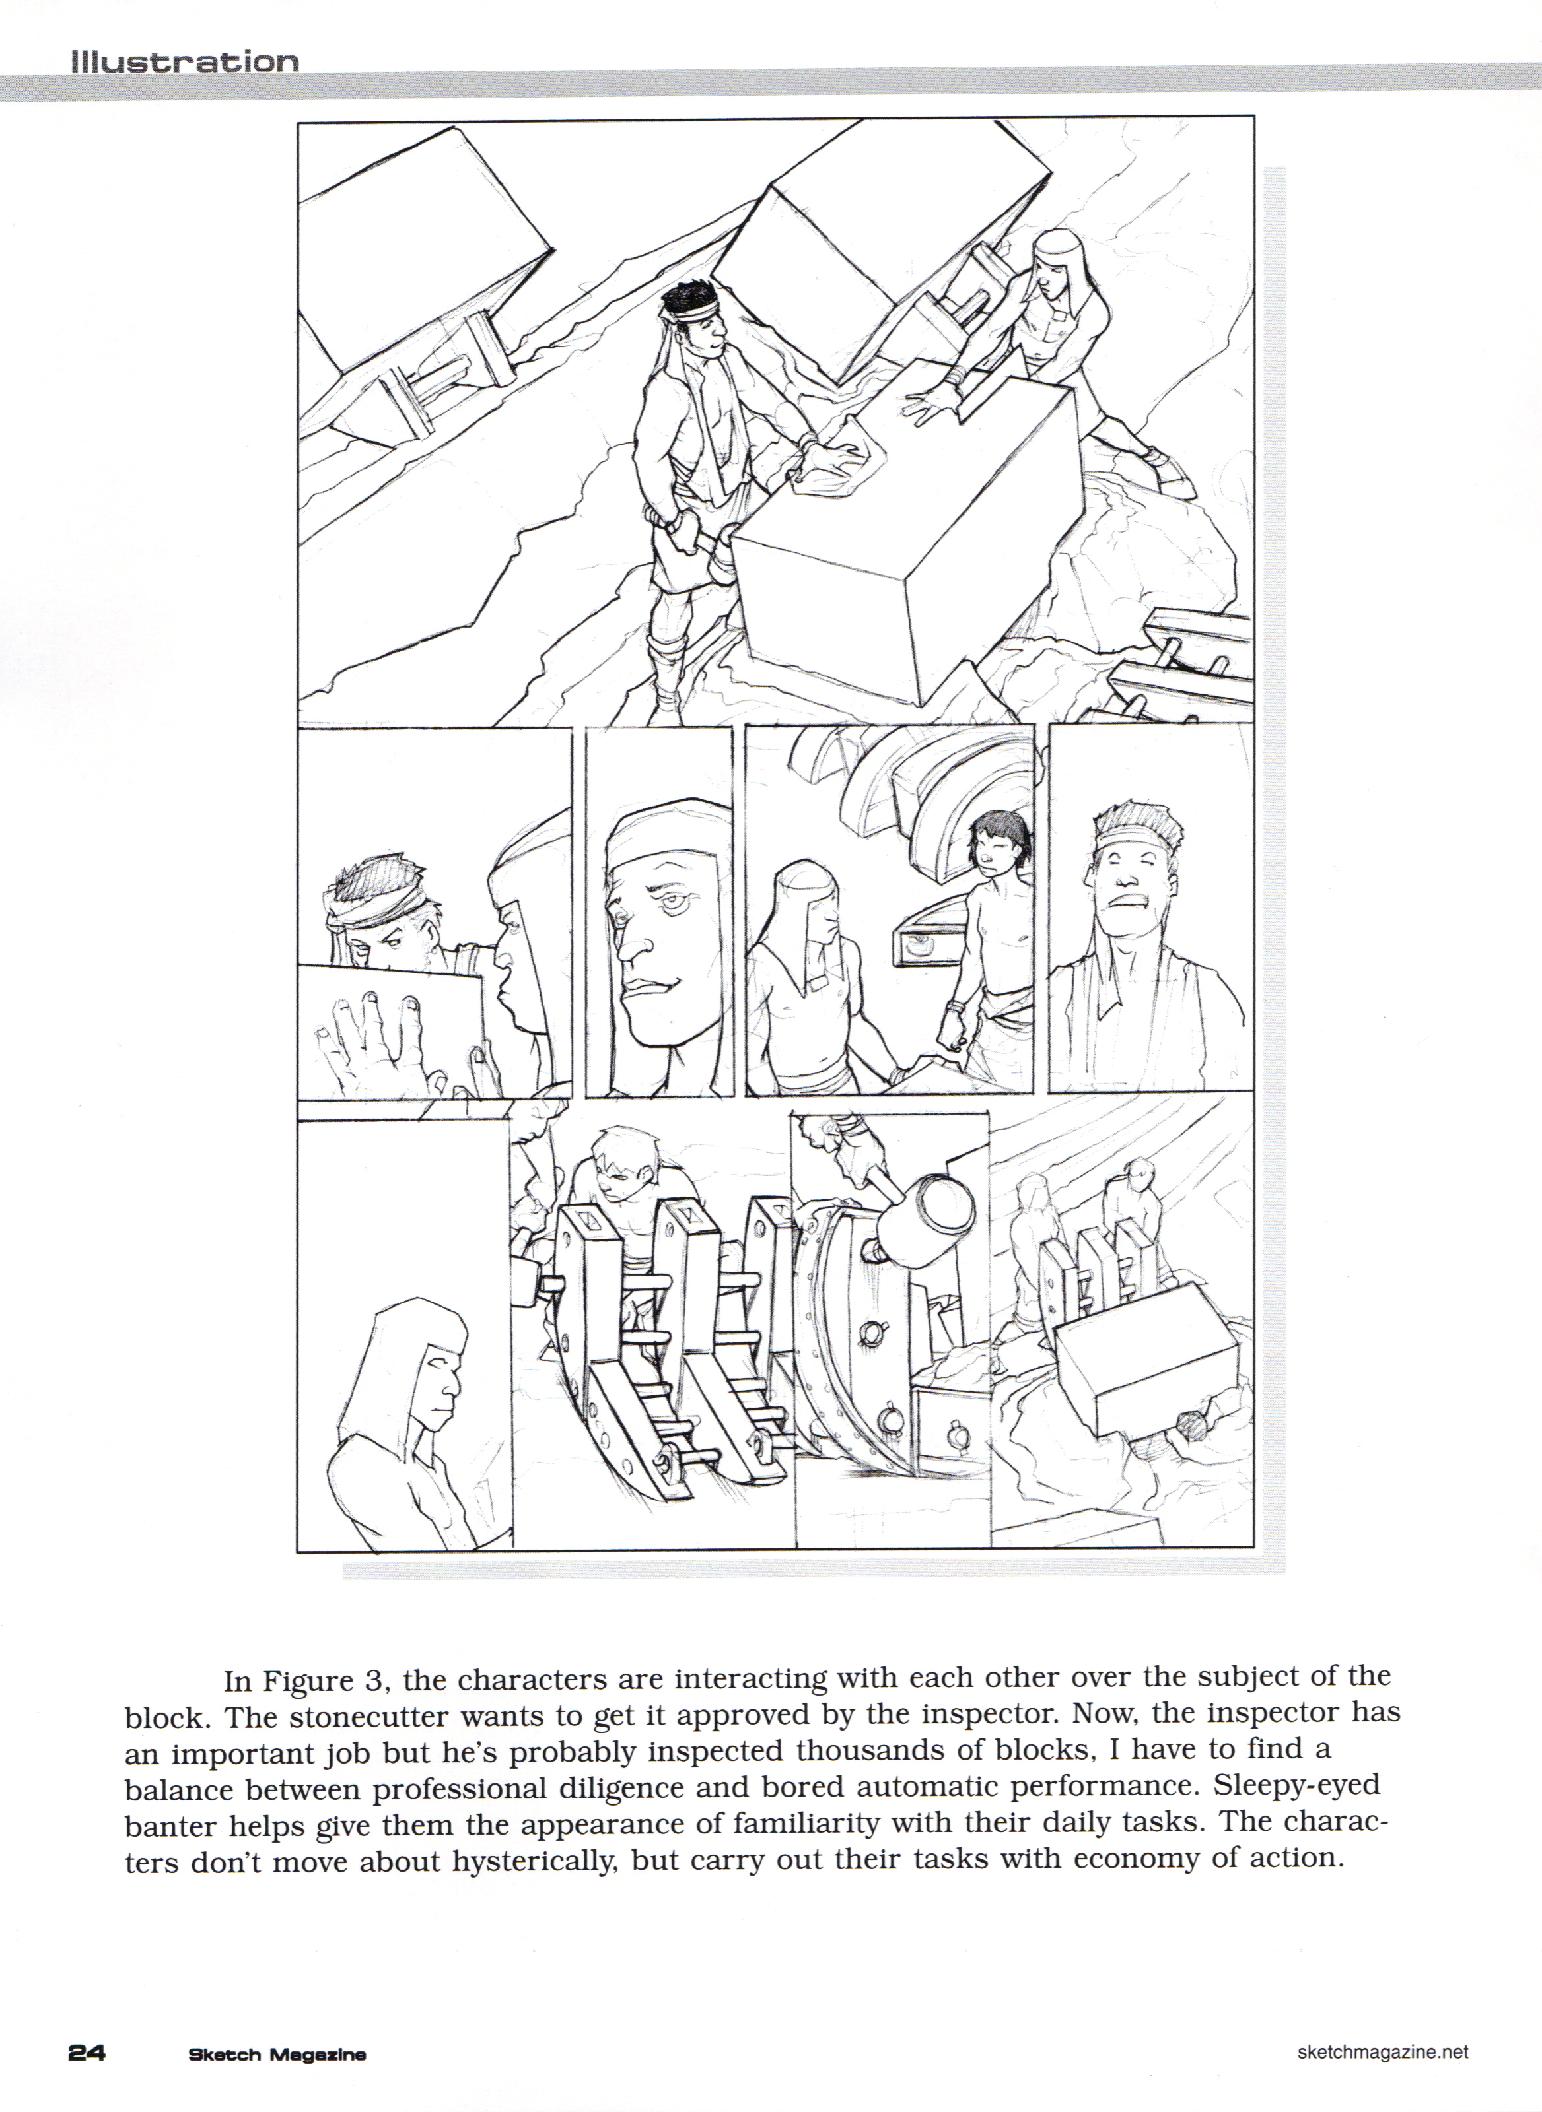 Illustration
In Figure 3, the characters are interacting with each other over the subject of the
block. The stonecutter wants to get it approved by the inspector. Now, the inspector has
an important job but he's probably inspected thousands of blocks, I have to find a
balance between professional diligence and bored automatic performance. Sleepy-eyed
banter helps give them the appearance of familiarity with their daily tasks. The charac-
ters don't move about hysterically, but carry out their tasks with economy of action.
24 Sketch Magazine sketchmagazine.net